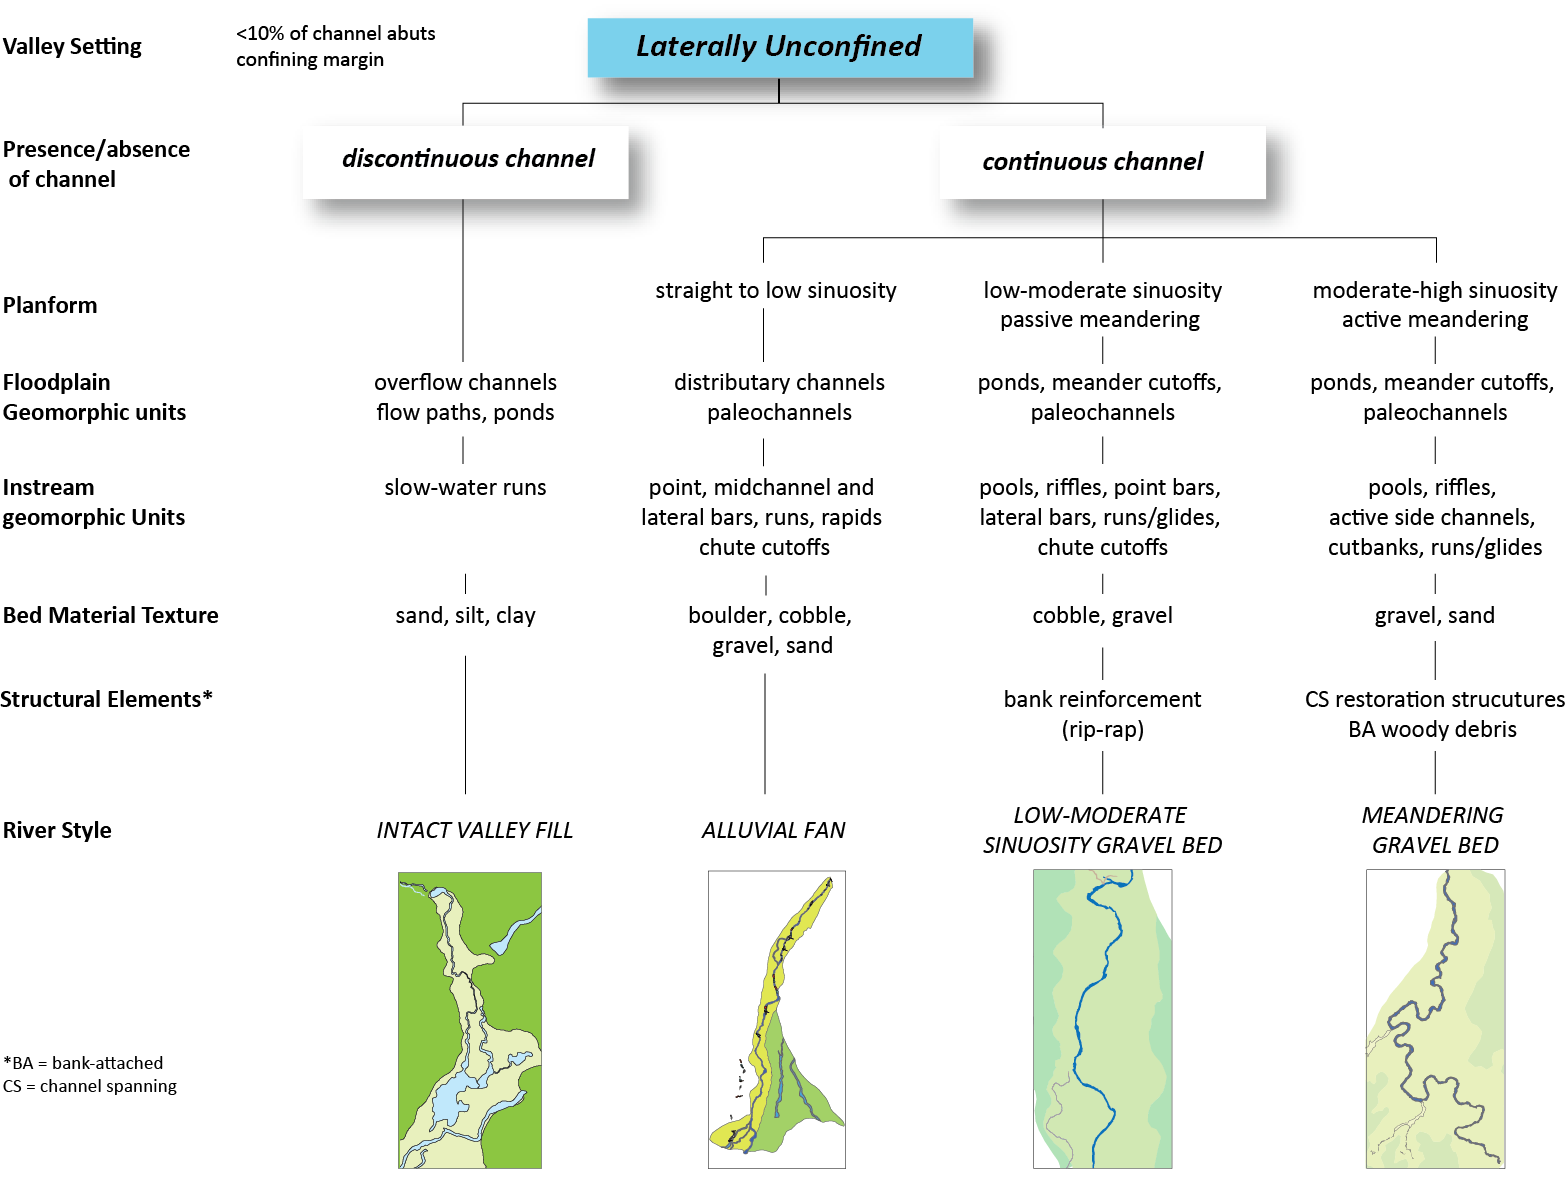 Valley Setting
<10% of channel abuts
confining margin
Laterally Unconfined
Presence/absence
of channel
discontinuous channel
continuous channel
Planform
straight to low sinuosity
low-moderate sinuosity
passive meandering
moderate-high sinuosity
active meandering
Floodplain
Geomorphic units
overflow channels
flow paths, ponds
distributary channels
paleochannels
ponds, meander cutoffs,
paleochannels
ponds, meander cutoffs,
paleochannels
Instream
geomorphic Units
slow-water runs
point, midchannel and
lateral bars, runs, rapids
chute cutoffs
pools, riffles, point bars,
lateral bars, runs/glides,
chute cutoffs
pools, riffles,
active side channels,
cutbanks, runs/glides
Bed Material Texture
sand, silt, clay
boulder, cobble,
gravel, sand
cobble, gravel
gravel, sand
Structural Elements*
bank reinforcement
(rip-rap)
CS restoration strucutures
BA woody debris
River Style
INTACT VALLEY FILL
ALLUVIAL FAN
LOW-MODERATE
SINUOSITY GRAVEL BED
MEANDERING
GRAVEL BED
*BA = bank-attached
CS = channel spanning